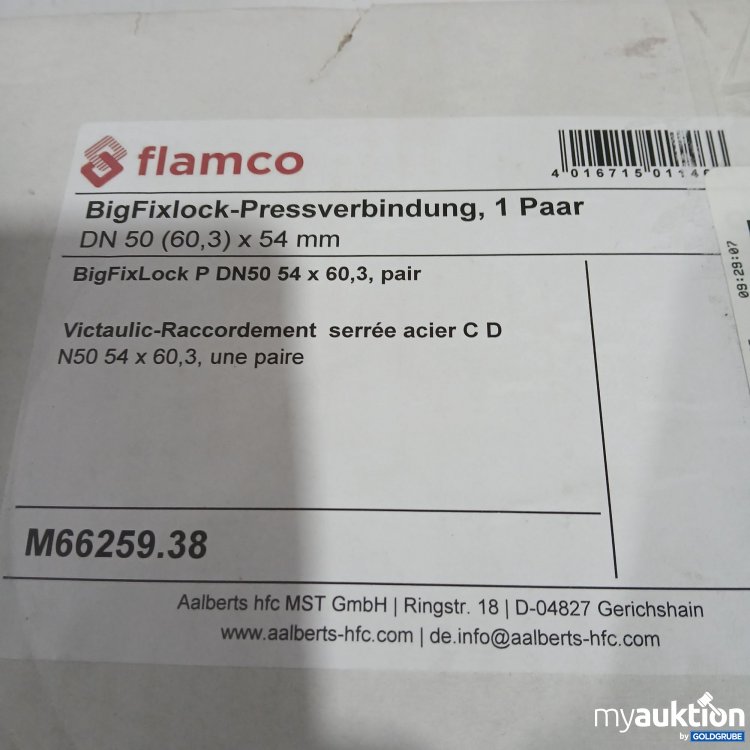 flamco
BigFixlock-Pressverbindung, 1 Paar
DN 50 (60,3) x 54 mm
BigFixLock P DN50 54 x 60,3, pair
Victaulic-Raccordement serrée acier C D
N50 54 x 60,3, une paire
M66259.38
Aalberts hfc MST GmbH | Ringstr. 18 | D-04827 Gerichshain
www.aalberts-hfc.com | de.info@aalberts-hfc.com
09:29:07
myauktion
by GOLDGRUBE